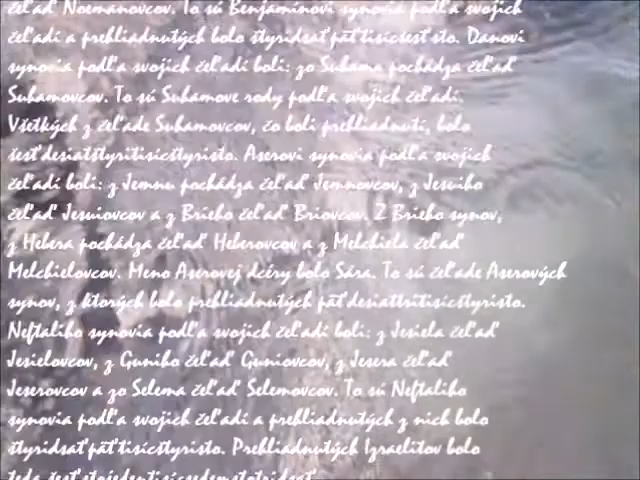 čeľaď Noemanovcov. To sú Benjamínovi synovia podľa svojich
čeľadí a prehliadnutých bolo štyridsaťpäťtisícšesťsto. Danovi
synovia podľa svojich čeľadí boli: zo Suhama pochádza čeľaď
Suhamovcov. To sú Suhamove rody podľa svojich čeľadí.
Všetkých z čeľade Suhamovcov, čo boli prehliadnutí, bolo
šesťdesiatštyritisícštyristo. Aserovi synovia podľa svojich
čeľadí boli: z Jemnu pochádza čeľaď Jemnovcov, z Jesuiho
čeľaď Jesuiovcov a z Brieho čeľaď Briovcov. Z Brieho synov,
z Hebera pochádza čeľaď Heberovcov a z Melchiela čeľaď
Melchielovcov. Meno Aserovej dcéry bolo Sára. To sú čeľade Aserových
synov, z ktorých bolo prehliadnutých päťdesiattritisícštyristo.
Neftaliho synovia podľa svojich čeľadí boli: z Jesiela čeľaď
Jesielovcov, z Guniho čeľaď Guniovcov, z Jesera čeľaď
Jeserovcov a zo Selema čeľaď Selemovcov. To sú Neftaliho
synovia podľa svojich čeľadí a prehliadnutých z nich bolo
štyridsaťpäťtisícštyristo. Prehliadnutých Izraelitov bolo
teda šesťstojedentisícsedemstotridsať